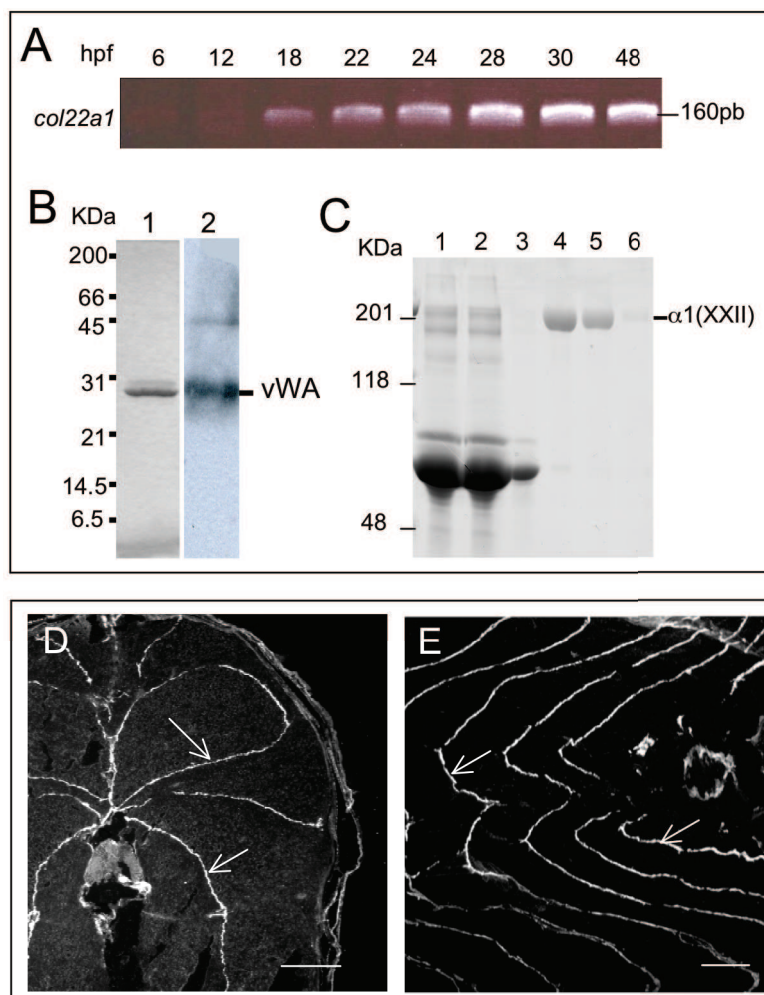 A
hpf 6 12 18 22 24 28 30 48
col22a1
160pb
B
KDa 1 2
200
66
45
31
vWA
21
14.5
6.5
C
KDa 1 2 3 4 5 6
201
α1(XXII)
118
48
D
E